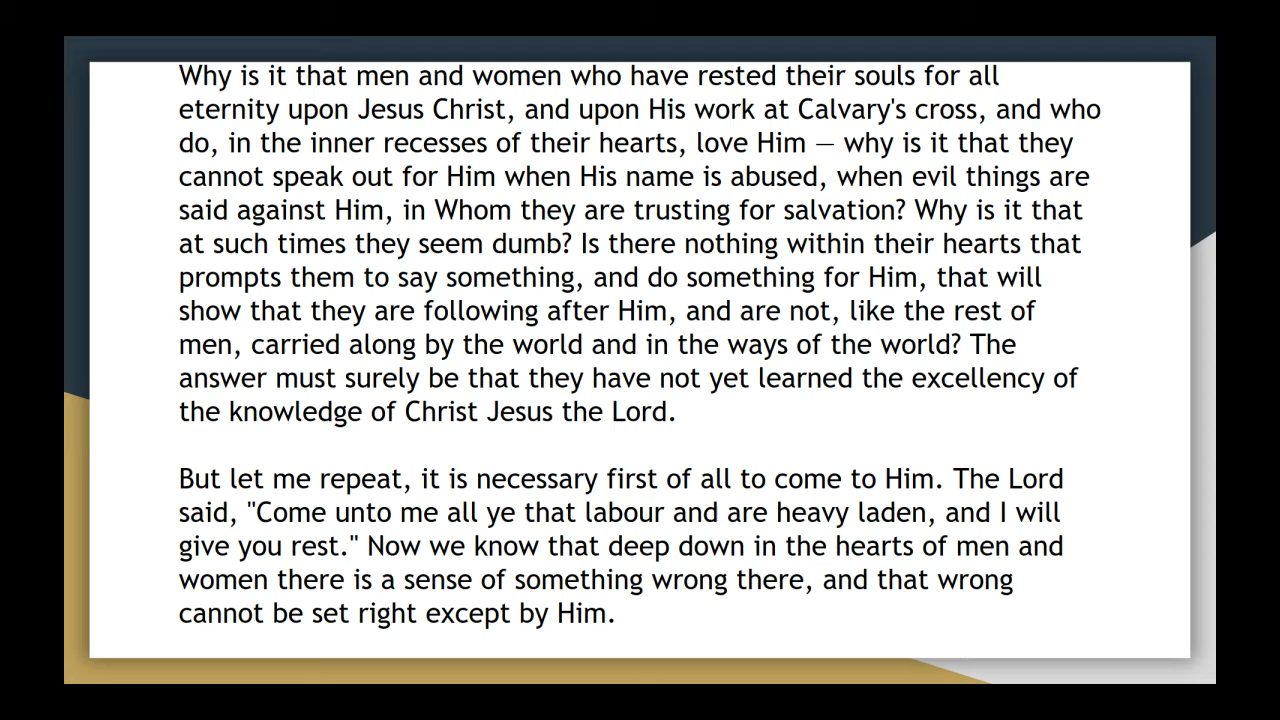 Why is it that men and women who have rested their souls for all
eternity upon Jesus Christ, and upon His work at Calvary's cross, and who
do, in the inner recesses of their hearts, love Him — why is it that they
cannot speak out for Him when His name is abused, when evil things are
said against Him, in Whom they are trusting for salvation? Why is it that
at such times they seem dumb? Is there nothing within their hearts that
prompts them to say something, and do something for Him, that will
show that they are following after Him, and are not, like the rest of
men, carried along by the world and in the ways of the world? The
answer must surely be that they have not yet learned the excellency of
the knowledge of Christ Jesus the Lord.
But let me repeat, it is necessary first of all to come to Him. The Lord
said, "Come unto me all ye that labour and are heavy laden, and I will
give you rest." Now we know that deep down in the hearts of men and
women there is a sense of something wrong there, and that wrong
cannot be set right except by Him.